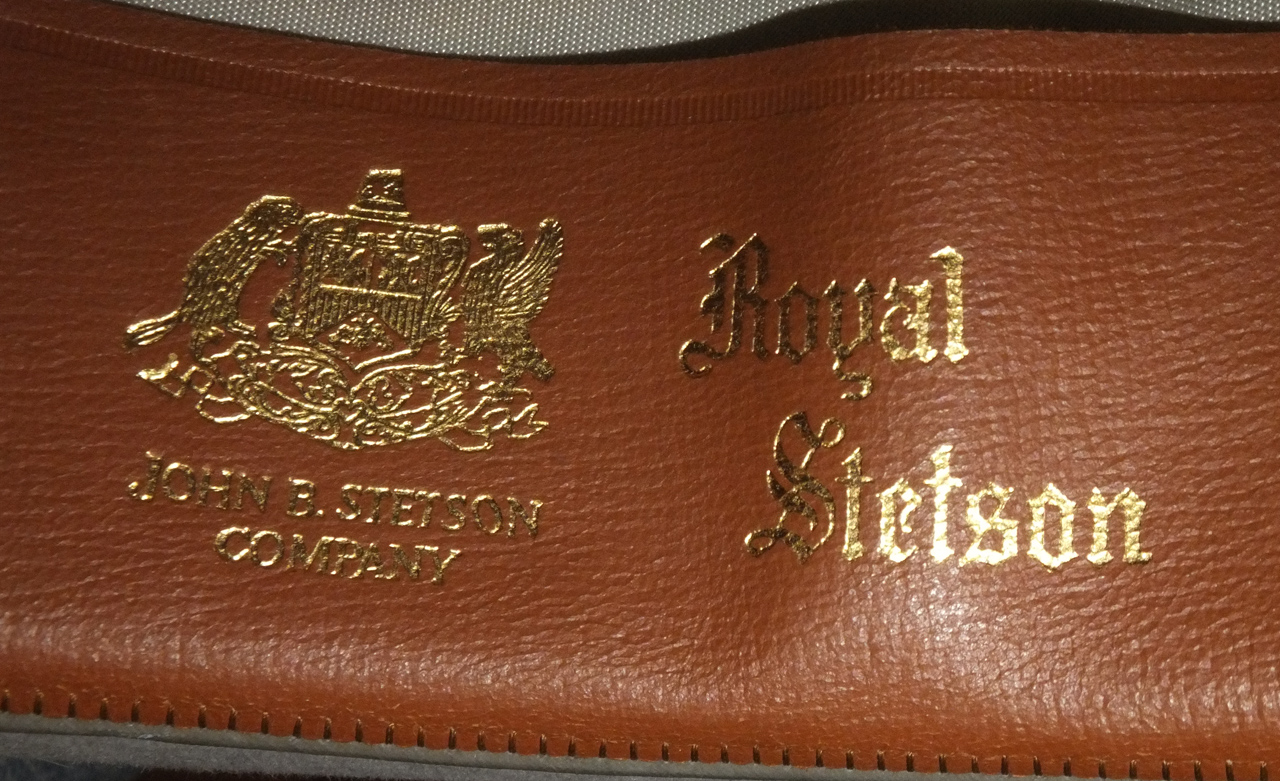 JOHN B. STETSON
COMPANY
Royal
Stetson